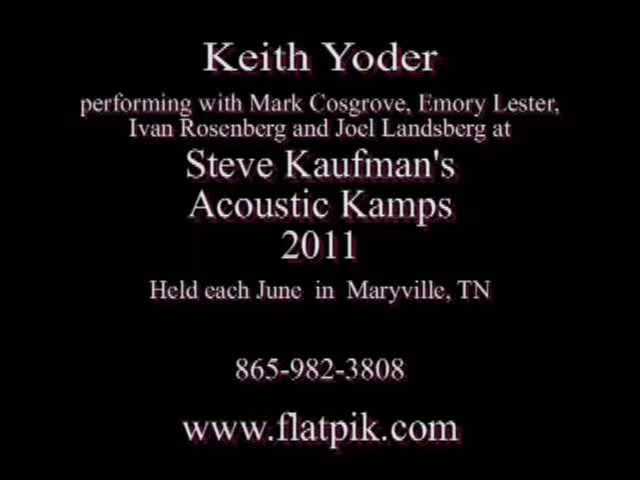 Keith Yoder
performing with Mark Cosgrove, Emory Lester,
Ivan Rosenberg and Joel Landsberg at
Steve Kaufman's
Acoustic Kamps
2011
Held each June in Maryville, TN
865-982-3808
www.flatpik.com